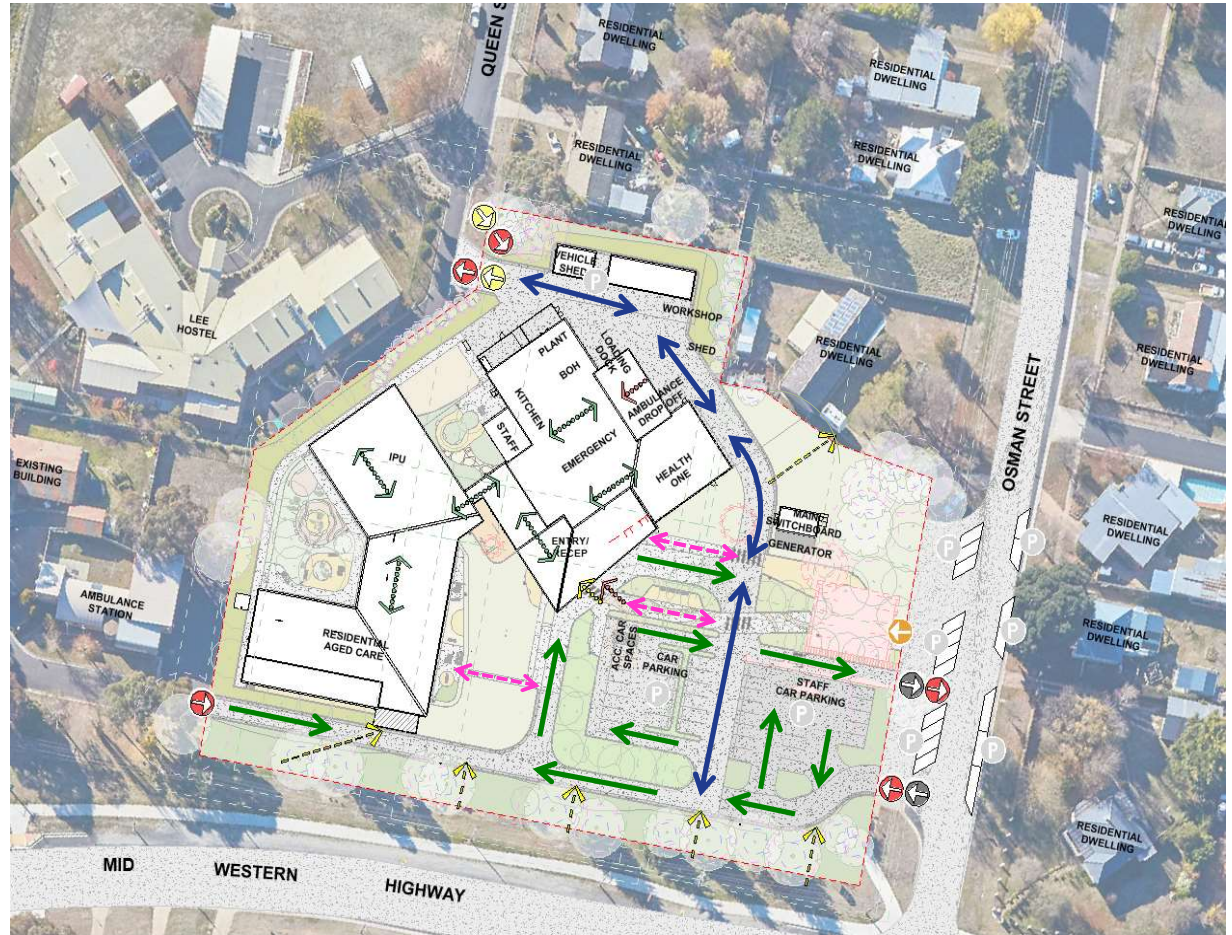 QUEEN S
RESIDENTIAL
DWELLING
RESIDENTIAL
DWELLING
RESIDENTIAL
DWELLING
RESIDENTIAL
DWELLING
RESIDENTIAL
DWELLING
LEE
HOSTEL
VEHICLE
SHED
P
WORKSHOP
SHED
RESIDENTIAL
DWELLING
RESIDENTIAL
DWELLING
PLANT
BOH
LOADING
DOCK
KITCHEN
STAFF
AMBULANCE
DROP OFF
EMERGENCY
HEALTH
ONE
IPU
EXISTING
BUILDING
OSMAN STREET
MAIN
SWITCHBOARD
GENERATOR
RESIDENTIAL
DWELLING
ENTRY/
RECEP
P
P
AMBULANCE
STATION
RESIDENTIAL
AGED CARE
ACC. CAR
SPACES
CAR
PARKING
P
STAFF
CAR PARKING
P
P
P
RESIDENTIAL
DWELLING
P
P
RESIDENTIAL
DWELLING
MID WESTERN HIGHWAY